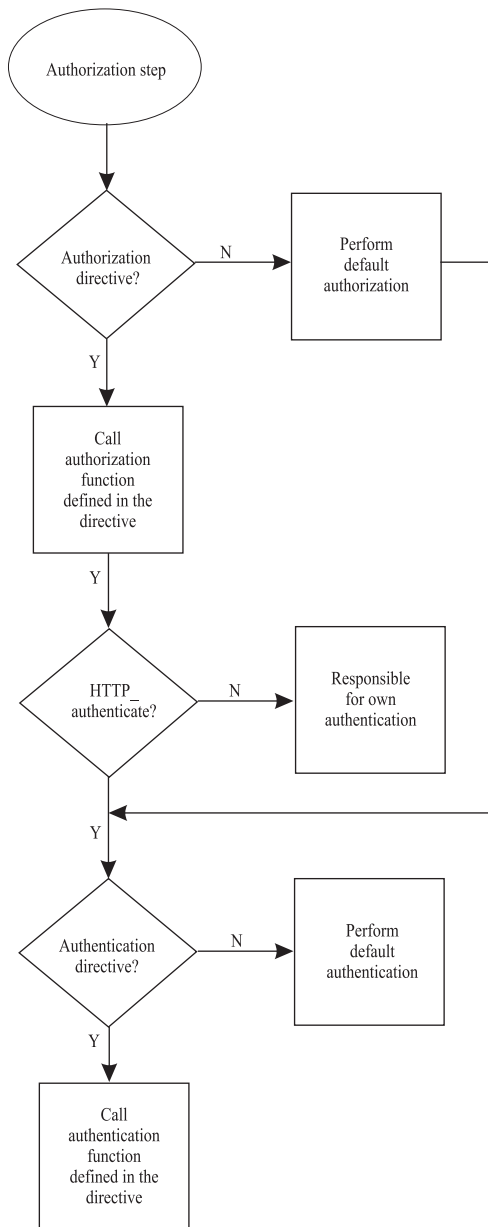 Authorization step
Authorization
directive?
N
Perform
default
authorization
Y
Call
authorization
function
defined in the
directive
Y
HTTP_
authenticate?
N
Responsible
for own
authentication
Y
Authentication
directive?
N
Perform
default
authentication
Y
Call
authentication
function
defined in the
directive